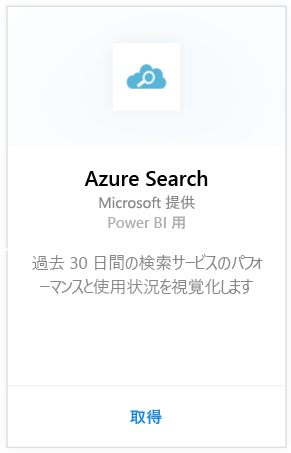 Azure Search
Microsoft 提供
Power BI 用
過去 30 日間の検索サービスのパフォ
ーマンスと使用状況を視覚化します
取得